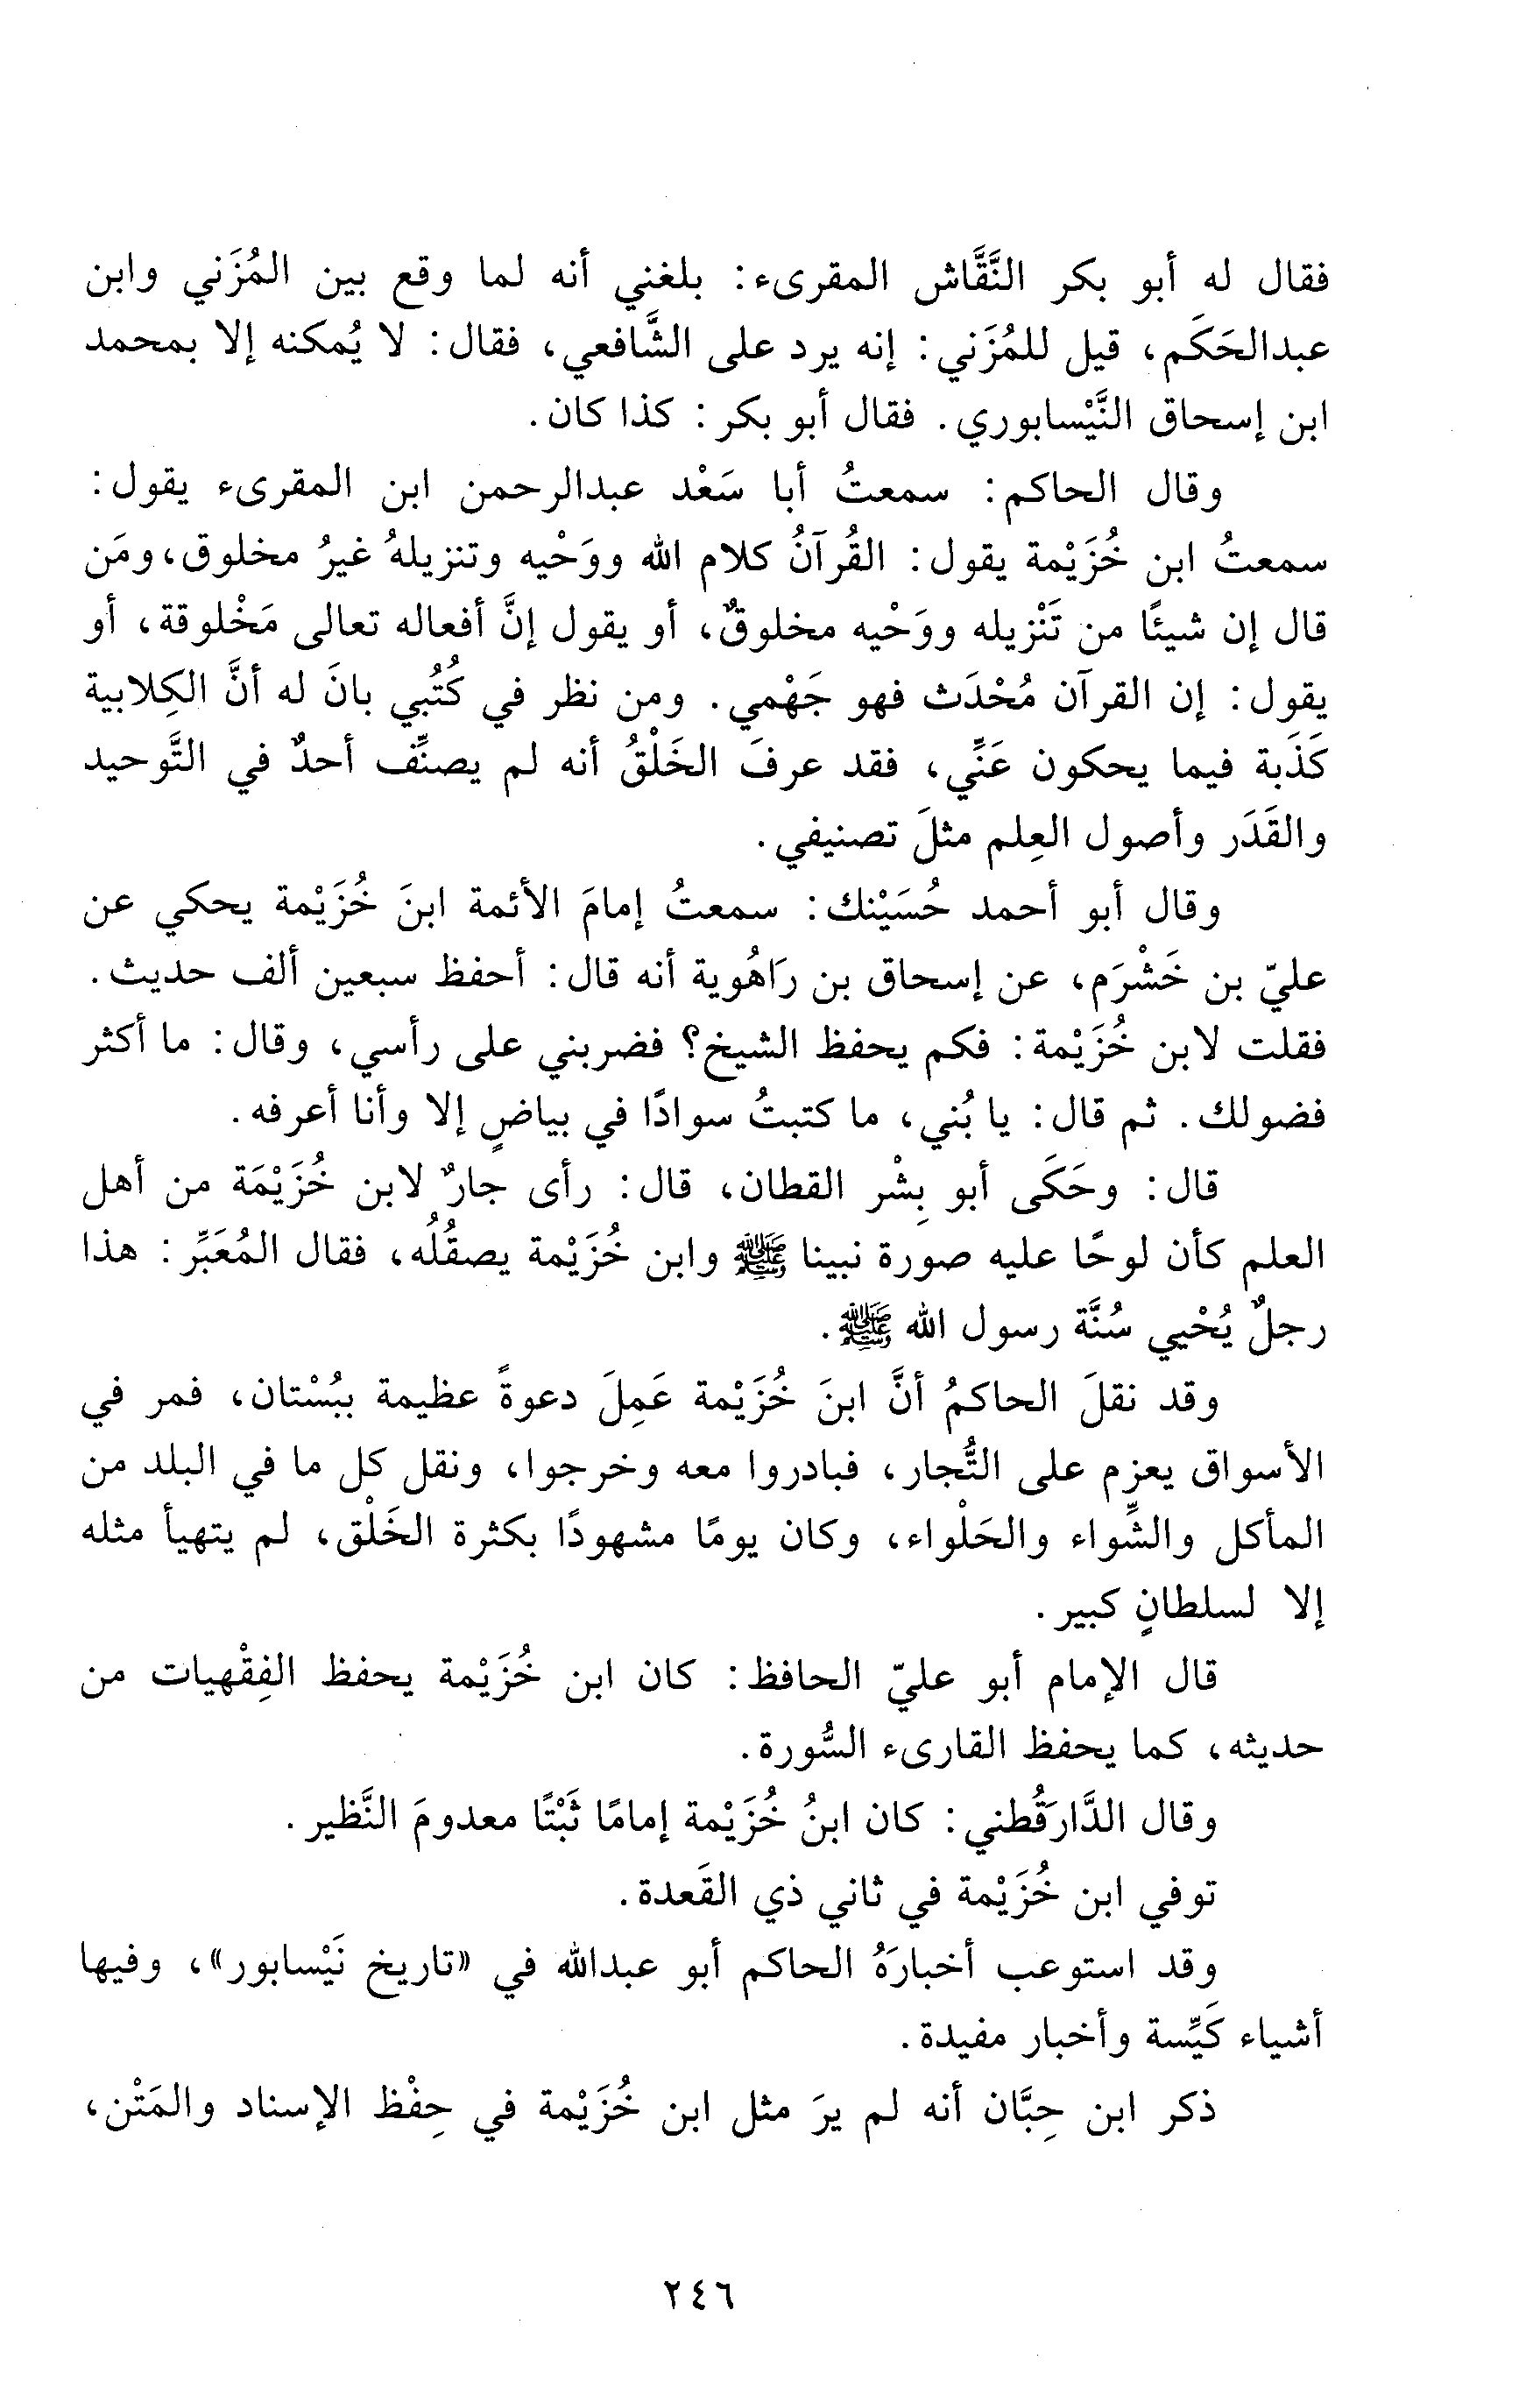 فقال له أبو بكر النَّقَّاش المقرىء: بلغني أنه لما وقع بين المُزَني وابن
عبدالحَكَم، قيل للمُزَني: إنه يرد على الشَّافعي، فقال: لا يُمكنه إلا بمحمد
ابن إسحاق النَّيْسابوري. فقال أبو بكر: كذا كان.
وقال الحاكم: سمعتُ أبا سَعْد عبدالرحمن ابن المقرىء يقول:
سمعتُ ابن خُزَيْمة يقول: القُرآنُ كلام الله ووَحْيه وتنزيلهُ غيرُ مخلوق، ومَن
قال إن شيئًا من تَنْزيله ووَحْيه مخلوقٌ، أو يقول إنَّ أفعاله تعالى مَخْلوقة، أو
يقول: إن القرآن مُحْدَث فهو جَهْمي. ومن نظر في كُتُبي بانَ له أنَّ الكِلابية
كَذَبة فيما يحكون عَنِّي، فقد عرفَ الخَلْقُ أنه لم يصنِّف أحدٌ في التَّوحيد
والقَدَر وأصول العِلم مثلَ تصنيفي.
وقال أبو أحمد حُسَيْنك: سمعتُ إمامَ الأئمة ابنَ خُزَيْمة يحكي عن
عليّ بن خَشْرَم، عن إسحاق بن رَاهُوية أنه قال: أحفظ سبعين ألف حديث.
فقلت لابن خُزَيْمة: فكم يحفظ الشيخ؟ فضربني على رأسي، وقال: ما أكثر
فضولك. ثم قال: يا بُني، ما كتبتُ سوادًا في بياضٍ إلا وأنا أعرفه.
قال: وحَكَى أبو بِشْر القطان، قال: رأى جارٌ لابن خُزَيْمَة من أهل
العلم كأن لوحًا عليه صورة نبينا ﷺ وابن خُزَيْمة يصقُلُه، فقال المُعَبِّر: هذا
رجلٌ يُحْيي سُنَّة رسول الله ﷺ.
وقد نقلَ الحاكمُ أنَّ ابنَ خُزَيْمة عَمِلَ دعوةً عظيمة ببُسْتان، فمر في
الأسواق يعزم على التُّجار، فبادروا معه وخرجوا، ونقل كل ما في البلد من
المأكل والشِّواء والحَلْواء، وكان يومًا مشهودًا بكثرة الخَلْق، لم يتهيأ مثله
إلا لسلطانٍ كبير.
قال الإمام أبو عليّ الحافظ: كان ابن خُزَيْمة يحفظ الفِقْهيات من
حديثه، كما يحفظ القارىء السُّورة.
وقال الدَّارَقُطني: كان ابنُ خُزَيْمة إمامًا ثَبْتًا معدومَ النَّظير.
توفي ابن خُزَيْمة في ثاني ذي القَعدة.
وقد استوعب أخبارَهُ الحاكم أبو عبدالله في «تاريخ نَيْسابور»، وفيها
أشياء كَيِّسة وأخبار مفيدة.
ذكر ابن حِبَّان أنه لم يرَ مثل ابن خُزَيْمة في حِفْظ الإسناد والمَتْن،
٢٤٦